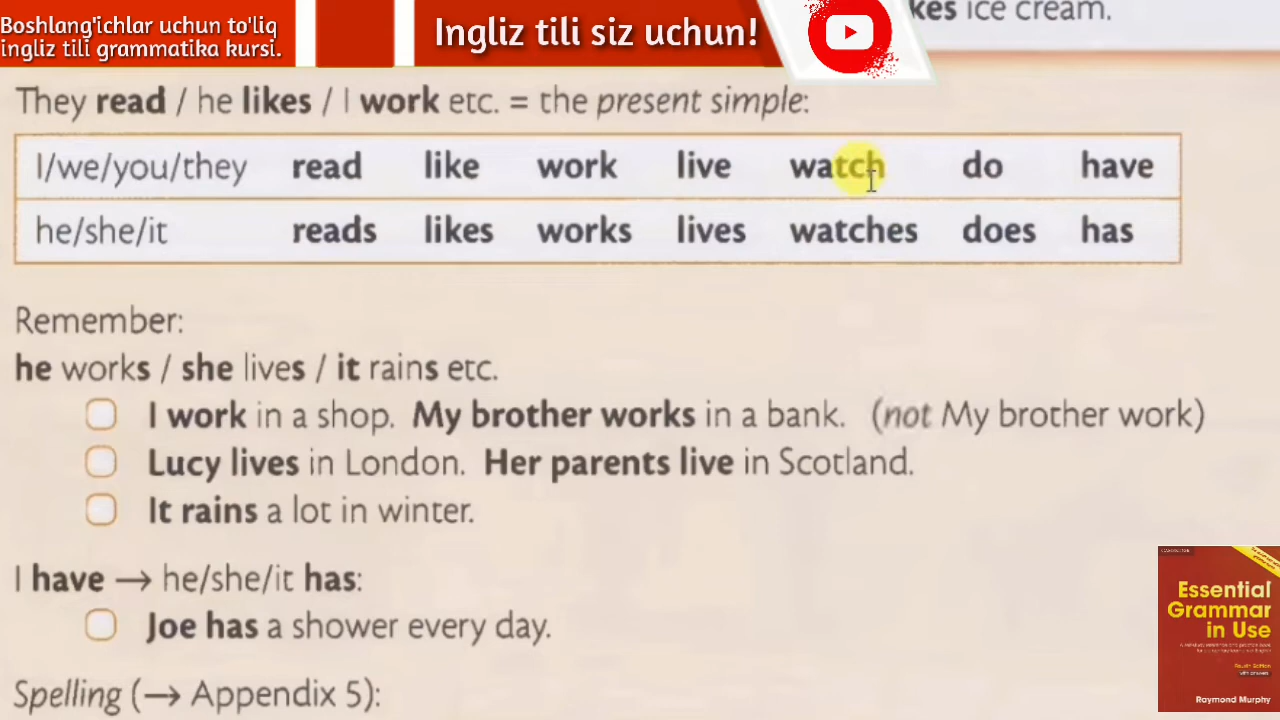 Boshlang'ichlar uchun to'liq
ingliz tili grammatika kursi.
Ingliz tili siz uchun!
kes ice cream.
They read / he likes / I work etc. = the present simple:
I/we/you/they read like work live watch do have
he/she/it reads likes works lives watches does has
Remember:
he works / she lives / it rains etc.
I work in a shop. My brother works in a bank. (not My brother work)
Lucy lives in London. Her parents live in Scotland.
It rains a lot in winter.
I have → he/she/it has:
Joe has a shower every day.
Spelling (→ Appendix 5):
Essential
Grammar
in Use
Fourth Edition
with answers
Raymond Murphy